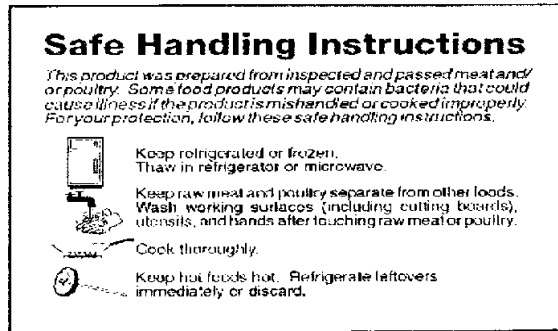 Safe Handling Instructions
This product was prepared from inspected and passed meat and/
or poultry. Some food products may contain bacteria that could
cause illness if the product is mishandled or cooked improperly.
For your protection, follow these safe handling instructions.
Keep refrigerated or frozen.
Thaw in refrigerator or microwave.
Keep raw meat and poultry separate from other foods.
Wash working surfaces (including cutting boards),
utensils, and hands after touching raw meat or poultry.
Cook thoroughly.
Keep hot foods hot. Refrigerate leftovers
immediately or discard.